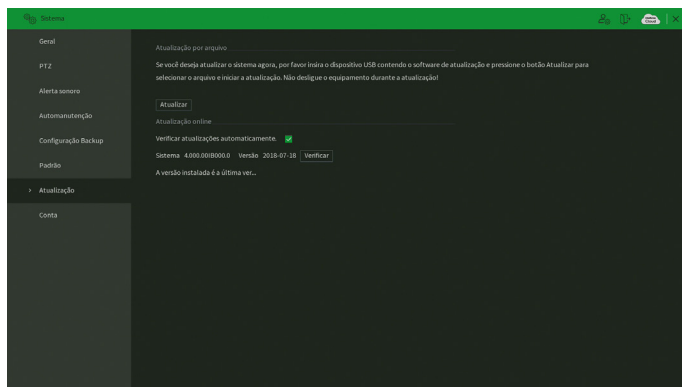 Sistema
Geral
PTZ
Alerta sonoro
Automanutenção
Configuração Backup
Padrão
Atualização
Conta
Atualização por arquivo
Se você deseja atualizar o sistema agora, por favor insira o dispositivo USB contendo o software de atualização e pressione o botão Atualizar para
selecionar o arquivo e iniciar a atualização. Não desligue o equipamento durante a atualização!
Atualizar
Atualização online
Verificar atualizações automaticamente.
Sistema 4.000.00IB000.0 Versão 2018-07-18 Verificar
A versão instalada é a última ver...